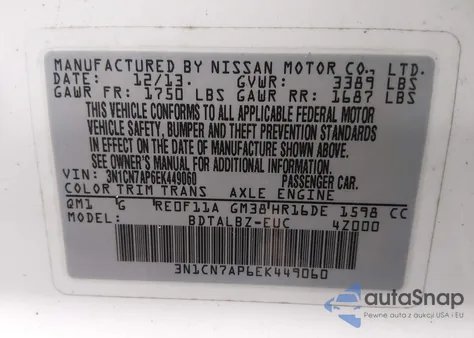 MANUFACTURED BY NISSAN MOTOR CO., LTD.
DATE: 12/13. GVWR: 3389 LBS
GAWR FR: 1750 LBS GAWR RR: 1687 LBS
THIS VEHICLE CONFORMS TO ALL APPLICABLE FEDERAL MOTOR
VEHICLE SAFETY, BUMPER AND THEFT PREVENTION STANDARDS
IN EFFECT ON THE DATE OF MANUFACTURE SHOWN ABOVE.
SEE OWNER'S MANUAL FOR ADDITIONAL INFORMATION.
VIN: 3N1CN7AP6EK449060 PASSENGER CAR.
COLOR TRIM TRANS AXLE ENGINE
QM1 G RE0F11A GM38 HR16DE 1598 CC
MODEL: BDTALBZ-EUC 4Z000
3N1CN7AP6EK449060
autaSnap
Pewne auta z aukcji USA i EU